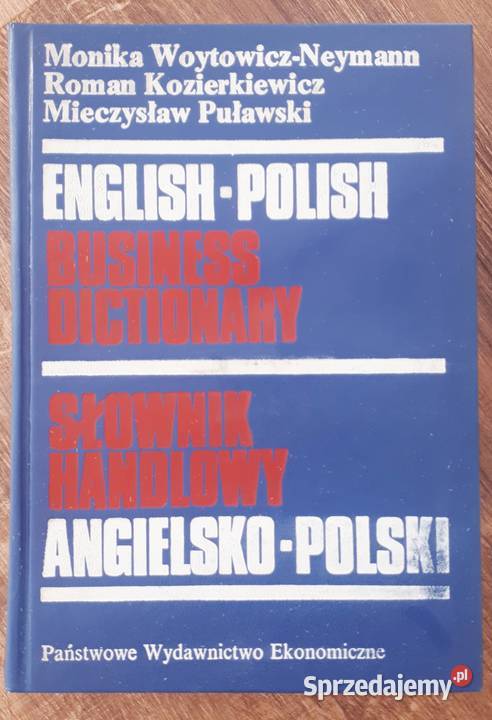 Monika Woytowicz-Neymann
Roman Kozierkiewicz
Mieczysław Puławski
ENGLISH-POLISH
BUSINESS
DICTIONARY
SŁOWNIK
HANDLOWY
ANGIELSKO-POLSKI
Państwowe Wydawnictwo Ekonomiczne
Sprzedajemy.pl